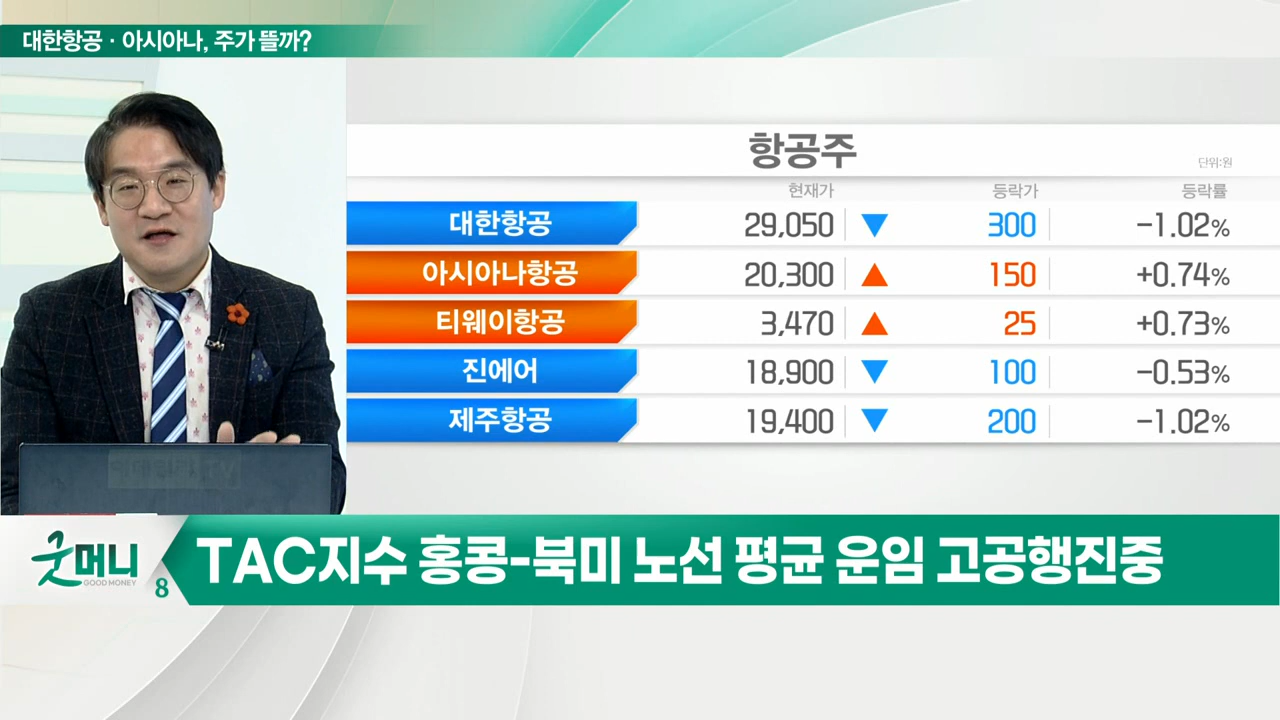 대한항공 · 아시아나, 주가 뜰까?
항공주
단위:원
현재가 등락가 등락률
대한항공 29,050 ▼ 300 -1.02%
아시아나항공 20,300 ▲ 150 +0.74%
티웨이항공 3,470 ▲ 25 +0.73%
진에어 18,900 ▼ 100 -0.53%
제주항공 19,400 ▼ 200 -1.02%
굿머니
GOOD MONEY
8
TAC지수 홍콩-북미 노선 평균 운임 고공행진중